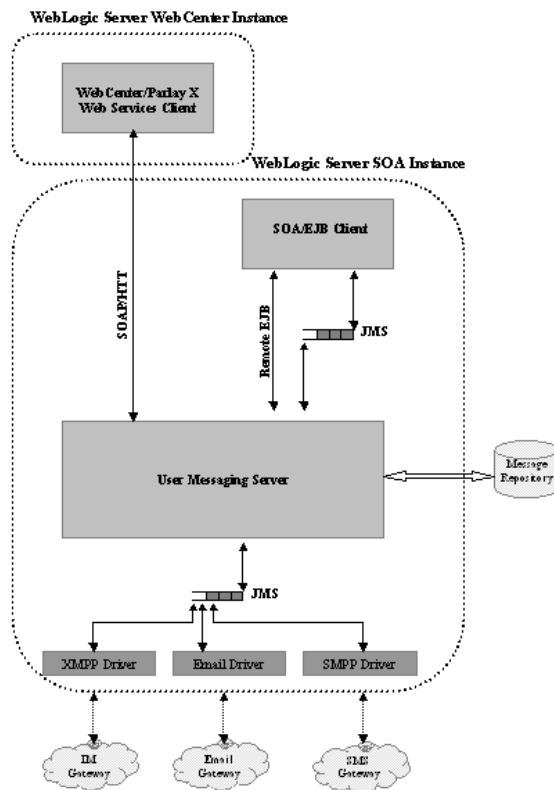 WebLogic Server WebCenter Instance
WebCenter/Parlay X
Web Services Client
WebLogic Server SOA Instance
SOA/EJB Client
SOAP/HTT
Remote EJB
JMS
User Messaging Server
Message
Repository
JMS
XMPP Driver
Email Driver
SMPP Driver
IM
Gateway
Email
Gateway
SMS
Gateway